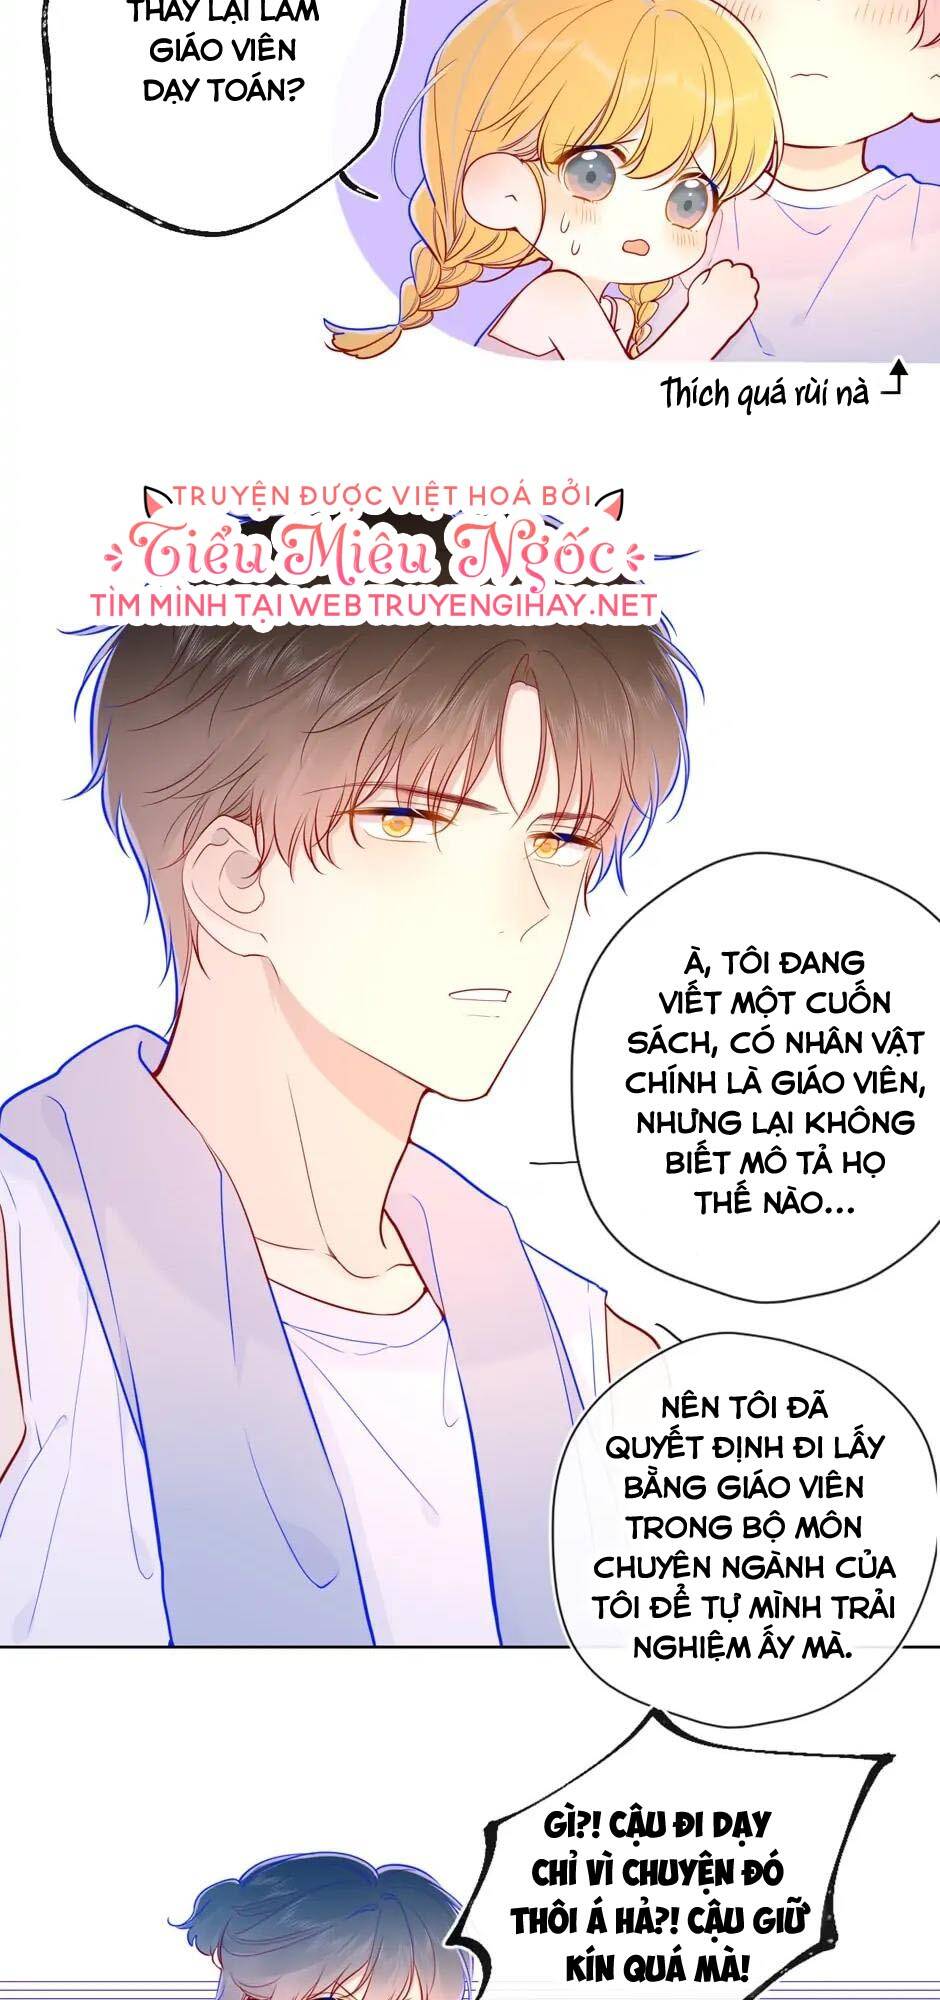 THẦY LẠI LÀM
GIÁO VIÊN
DẠY TOÁN?
Thích quá rùi nà
TRUYỆN ĐƯỢC VIỆT HOÁ BỞI
TIỂU MIÊU NGỐC
TÌM MÌNH TẠI WEB TRUYENGIHAY.NET
À, TÔI ĐANG
VIẾT MỘT CUỐN
SÁCH, CÓ NHÂN VẬT
CHÍNH LÀ GIÁO VIÊN,
NHƯNG LẠI KHÔNG
BIẾT MÔ TẢ HỌ
THẾ NÀO...
NÊN TÔI ĐÃ
QUYẾT ĐỊNH ĐI LẤY
BẰNG GIÁO VIÊN
TRONG BỘ MÔN
CHUYÊN NGÀNH CỦA
TÔI ĐỂ TỰ MÌNH TRẢI
NGHIỆM ẤY MÀ.
GÌ?! CẬU ĐI DẠY
CHỈ VÌ CHUYỆN ĐÓ
THÔI Á HẢ?! CẬU GIỮ
KÍN QUÁ MÀ!